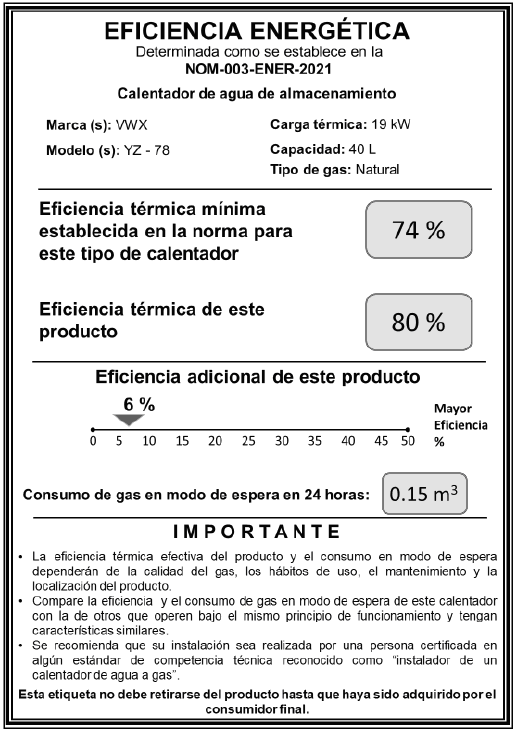 EFICIENCIA ENERGÉTICA
Determinada como se establece en la
NOM-003-ENER-2021
Calentador de agua de almacenamiento
Marca (s): VWX
Carga térmica: 19 kW
Modelo (s): YZ - 78
Capacidad: 40 L
Tipo de gas: Natural
Eficiencia térmica mínima
establecida en la norma para
este tipo de calentador
74 %
Eficiencia térmica de este
producto
80 %
Eficiencia adicional de este producto
6 %
Mayor
Eficiencia
%
0 5 10 15 20 25 30 35 40 45 50
Consumo de gas en modo de espera en 24 horas: 0.15 m³
IMPORTANTE
• La eficiencia térmica efectiva del producto y el consumo en modo de espera
dependerán de la calidad del gas, los hábitos de uso, el mantenimiento y la
localización del producto.
• Compare la eficiencia y el consumo de gas en modo de espera de este calentador
con la de otros que operen bajo el mismo principio de funcionamiento y tengan
características similares.
• Se recomienda que su instalación sea realizada por una persona certificada en
algún estándar de competencia técnica reconocido como “instalador de un
calentador de agua a gas”.
Esta etiqueta no debe retirarse del producto hasta que haya sido adquirido por el
consumidor final.